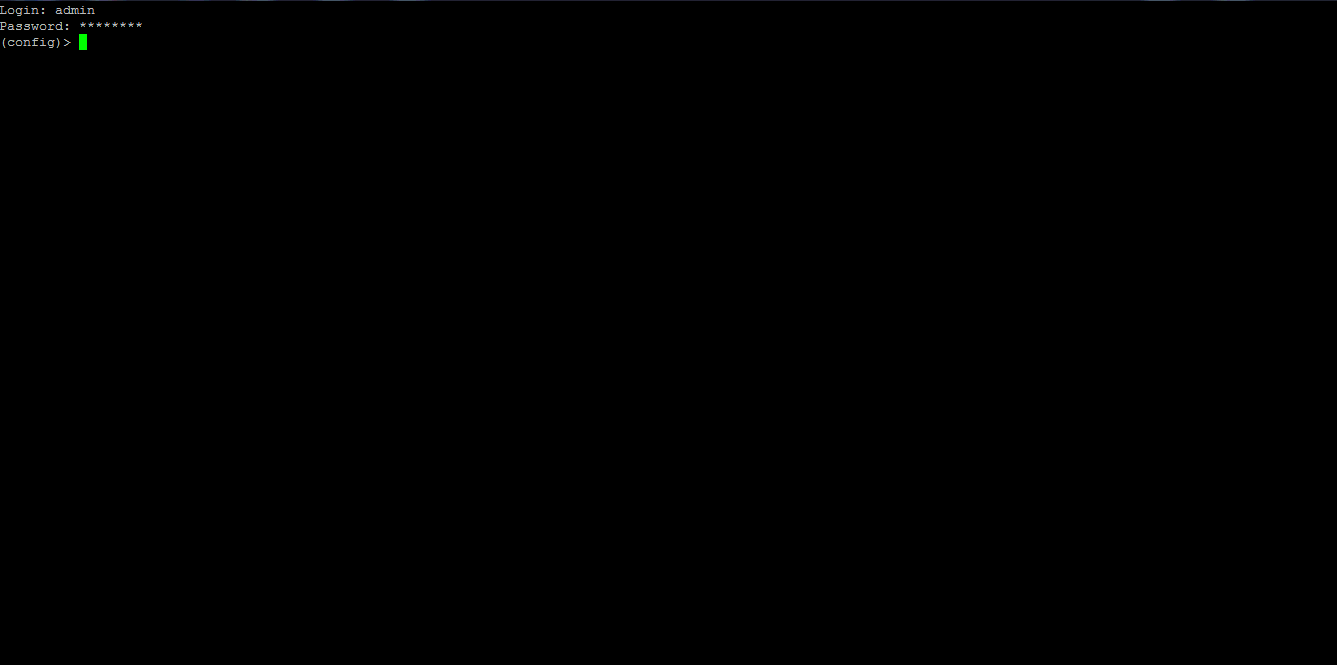 Login: admin
Password: ********
(config)>